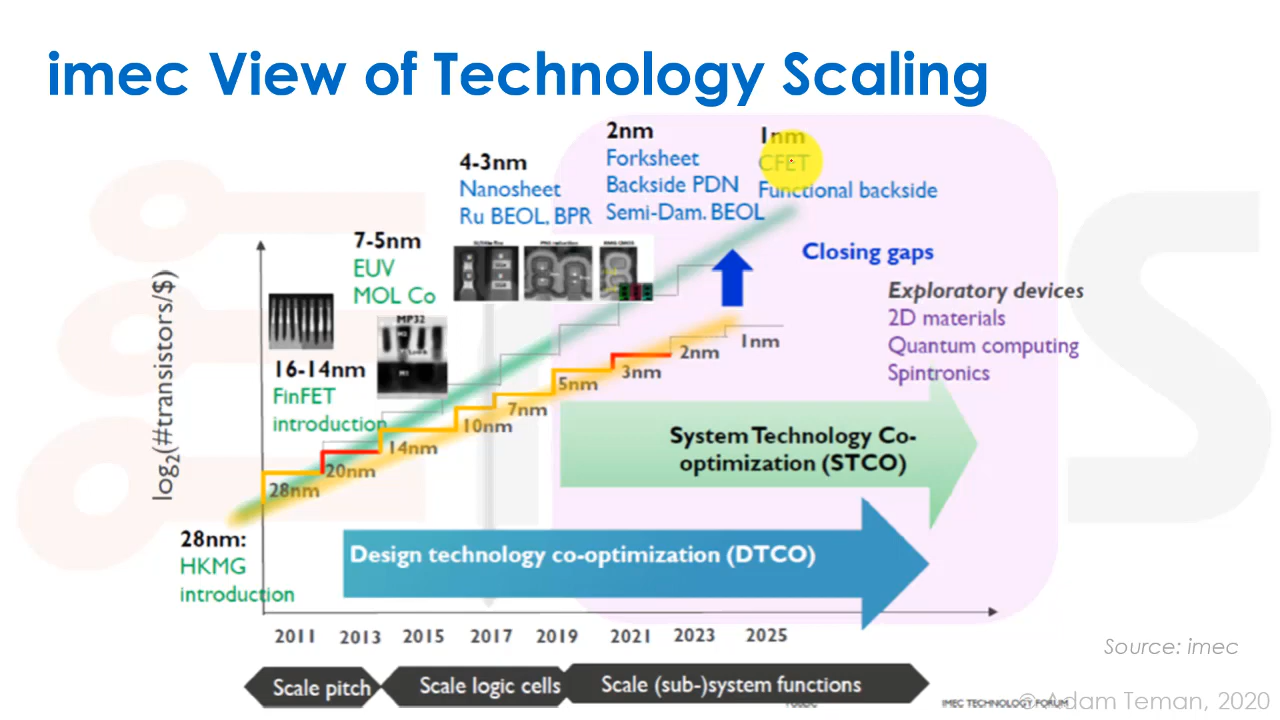 imec View of Technology Scaling
2nm
Forksheet
Backside PDN
Semi-Dam. BEOL
1nm
CFET
Functional backside
4-3nm
Nanosheet
Ru BEOL, BPR
7-5nm
EUV
MOL Co
Closing gaps
Exploratory devices
2D materials
Quantum computing
Spintronics
MP32
16-14nm
FinFET
introduction
log2(#transistors/$)
28nm
20nm
14nm
10nm
7nm
5nm
3nm
2nm
1nm
System Technology Co-
optimization (STCO)
28nm:
HKMG
introduction
Design technology co-optimization (DTCO)
2011 2013 2015 2017 2019 2021 2023 2025
Source: imec
Scale pitch
Scale logic cells
Scale (sub-)system functions
IMEC TECHNOLOGY FORUM
© Adam Teman, 2020